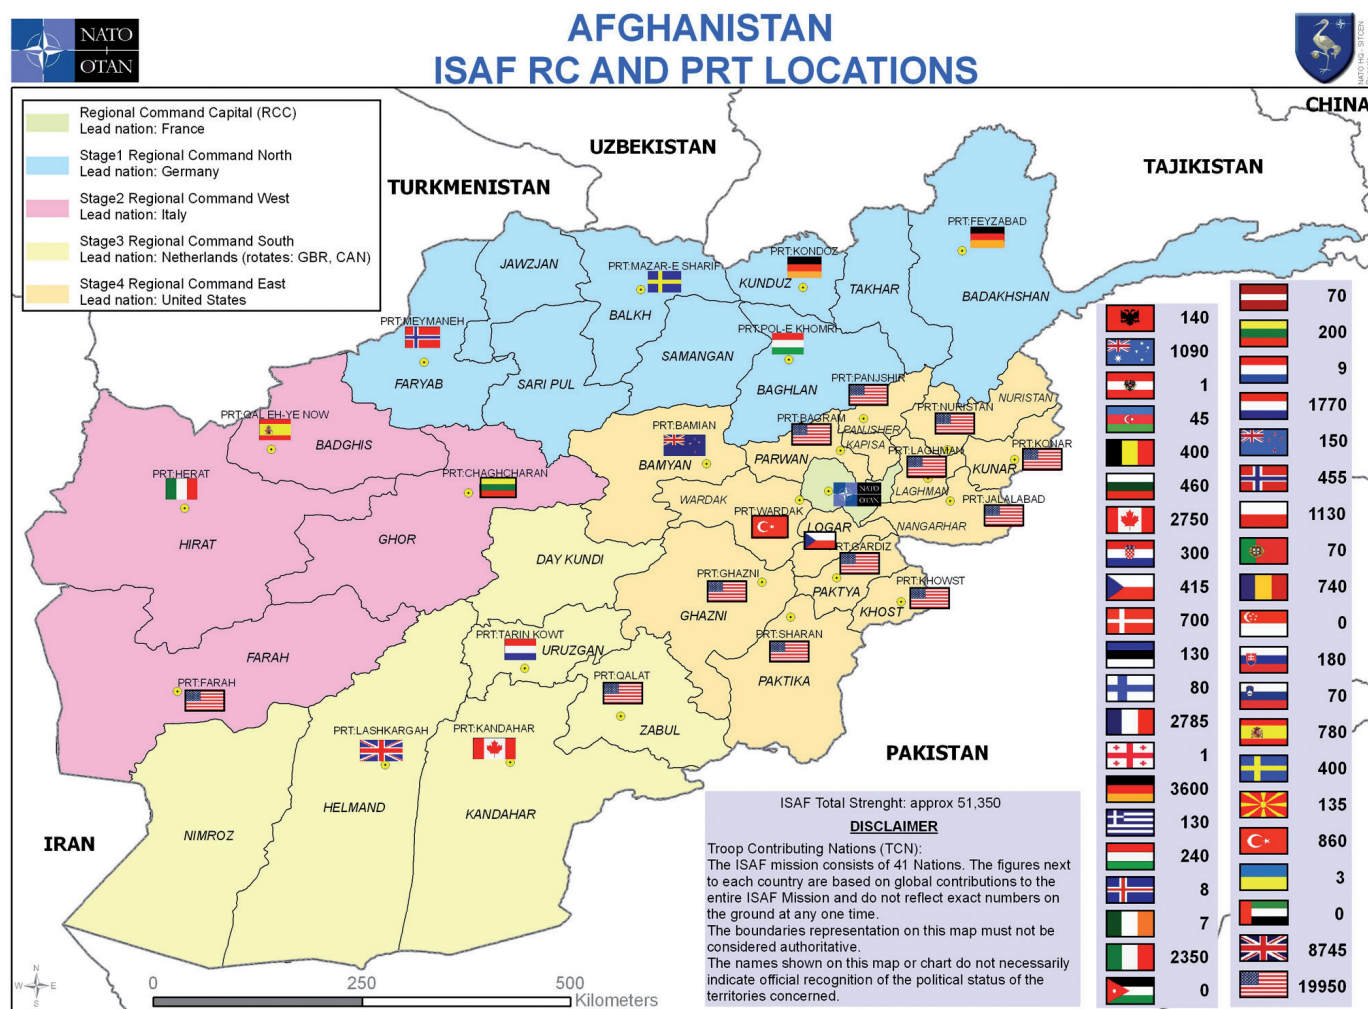 NATO
OTAN
AFGHANISTAN
ISAF RC AND PRT LOCATIONS
NATO HQ - SITCEN
Regional Command Capital (RCC)
Lead nation: France
Stage1 Regional Command North
Lead nation: Germany
Stage2 Regional Command West
Lead nation: Italy
Stage3 Regional Command South
Lead nation: Netherlands (rotates: GBR, CAN)
Stage4 Regional Command East
Lead nation: United States
CHINA
UZBEKISTAN
TAJIKISTAN
TURKMENISTAN
PRT:FEYZABAD
PRT:KONDOZ
JAWZJAN
PRT:MAZAR-E SHARIF
KUNDUZ
TAKHAR
BADAKHSHAN
BALKH
PRT:MEYMANEH
PRT:POL-E KHOMRI
SAMANGAN
FARYAB
SARI PUL
BAGHLAN
PRT:PANJSHIR
NURISTAN
PRT:QAL EH-YE NOW
PRT:NURISTAN
PRT:BAGRAM
PRT:BAMIAN
PANJSHER
BADGHIS
KAPISA
PRT:LAGHMAN
PRT:KONAR
BAMYAN
PARWAN
KUNAR
PRT:HERAT
PRT:CHAGHCHARAN
NATO
OTAN
LAGHMAN
WARDAK
PRT:JALALABAD
PRT:WARDAK
LOGAR
NANGARHAR
HIRAT
GHOR
PRT:GARDIZ
DAY KUNDI
PRT:GHAZNI
PRT:KHOWST
PAKTYA
GHAZNI
KHOST
PRT:TARIN KOWT
PRT:SHARAN
URUZGAN
FARAH
PRT:QALAT
PAKTIKA
PRT:FARAH
PRT:LASHKARGAH
PRT:KANDAHAR
ZABUL
PAKISTAN
HELMAND
KANDAHAR
NIMROZ
IRAN
ISAF Total Strenght: approx 51,350
DISCLAIMER
Troop Contributing Nations (TCN):
The ISAF mission consists of 41 Nations. The figures next
to each country are based on global contributions to the
entire ISAF Mission and do not reflect exact numbers on
the ground at any one time.
The boundaries representation on this map must not be
considered authoritative.
The names shown on this map or chart do not necessarily
indicate official recognition of the political status of the
territories concerned.
140
1090
1
45
400
460
2750
300
415
700
130
80
2785
1
3600
130
240
8
7
2350
0
70
200
9
1770
150
455
1130
70
740
0
180
70
780
400
135
860
3
0
8745
19950
N
W E
S
0 250 500
Kilometers